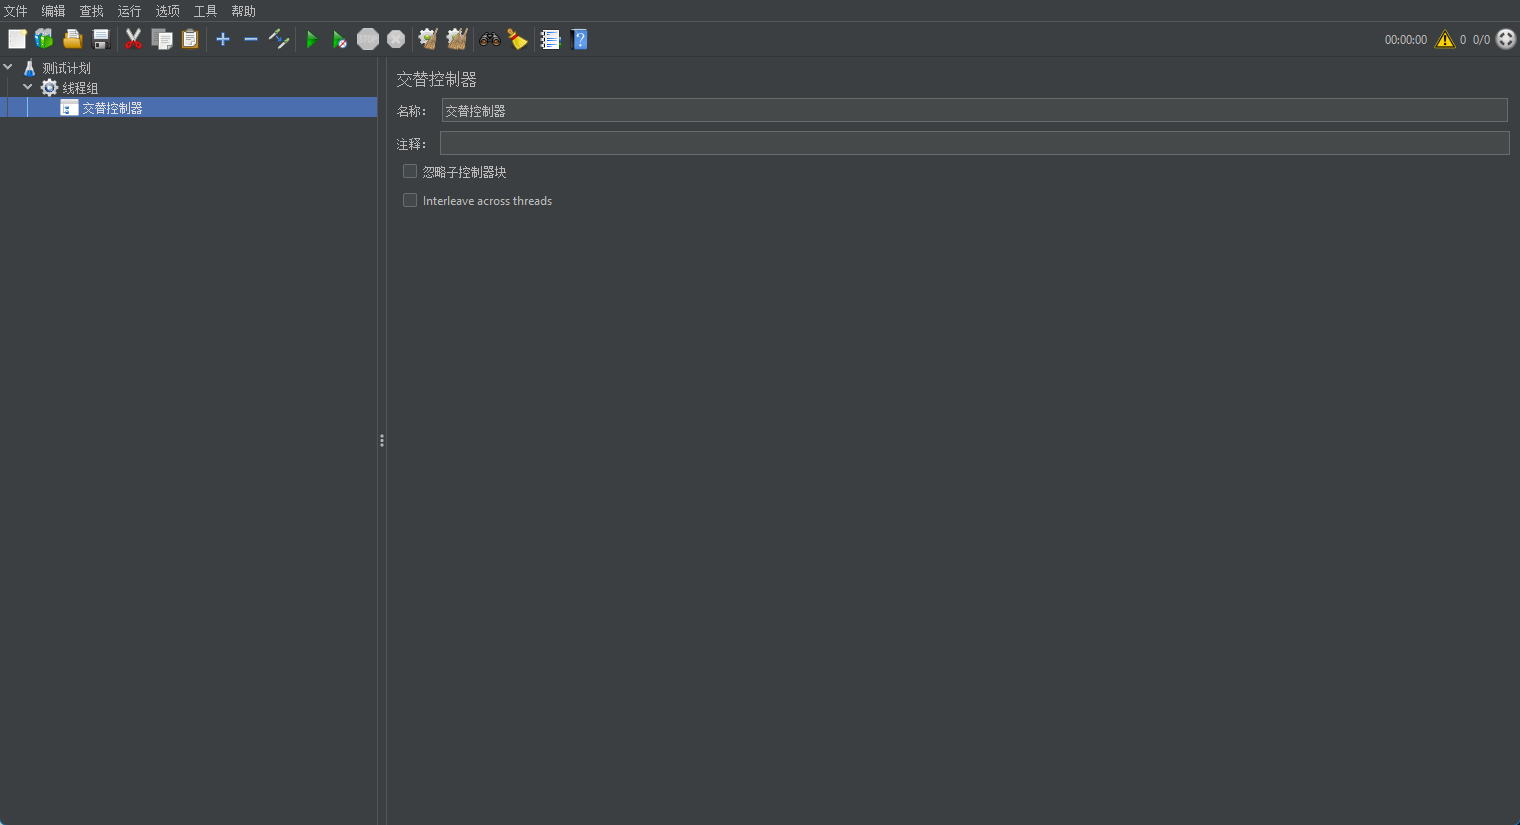 文件 编辑 查找 运行 选项 工具 帮助
STOP
00:00:00 0 0/0
测试计划
线程组
交替控制器
交替控制器
名称： 交替控制器
注释：
忽略子控制器块
Interleave across threads